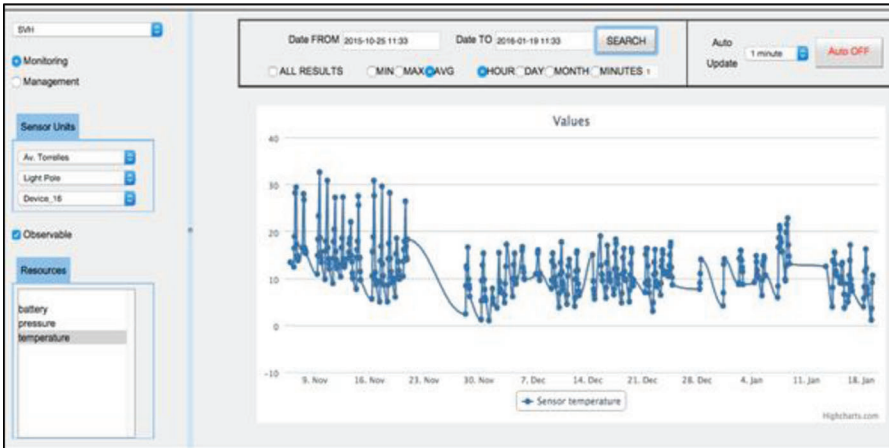 SVH
Monitoring
Management
Sensor Units
Av. Torrelles
Light Pole
Device_16
Observable
Resources
battery
pressure
temperature
Date FROM 2015-10-25 11:33 Date TO 2016-01-19 11:33 SEARCH
ALL RESULTS MIN MAX AVG HOUR DAY MONTH MINUTES 1
Auto Update 1 minute Auto OFF
Values
40
30
20
10
0
-10
9. Nov 16. Nov 23. Nov 30. Nov 7. Dec 14. Dec 21. Dec 28. Dec 4. Jan 11. Jan 18. Jan
Sensor temperature
Highcharts.com